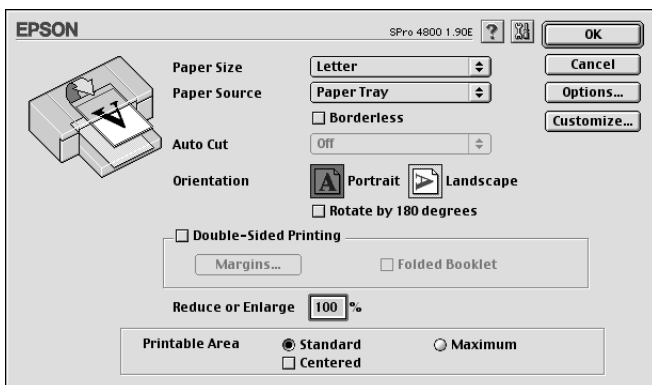 EPSON SPro 4800 1.90E ? OK
Paper Size Letter Cancel
Paper Source Paper Tray Options...
Borderless Customize...
Auto Cut Off
Orientation A Portrait A Landscape
Rotate by 180 degrees
Double-Sided Printing
Margins... Folded Booklet
Reduce or Enlarge 100 %
Printable Area Standard Maximum
Centered